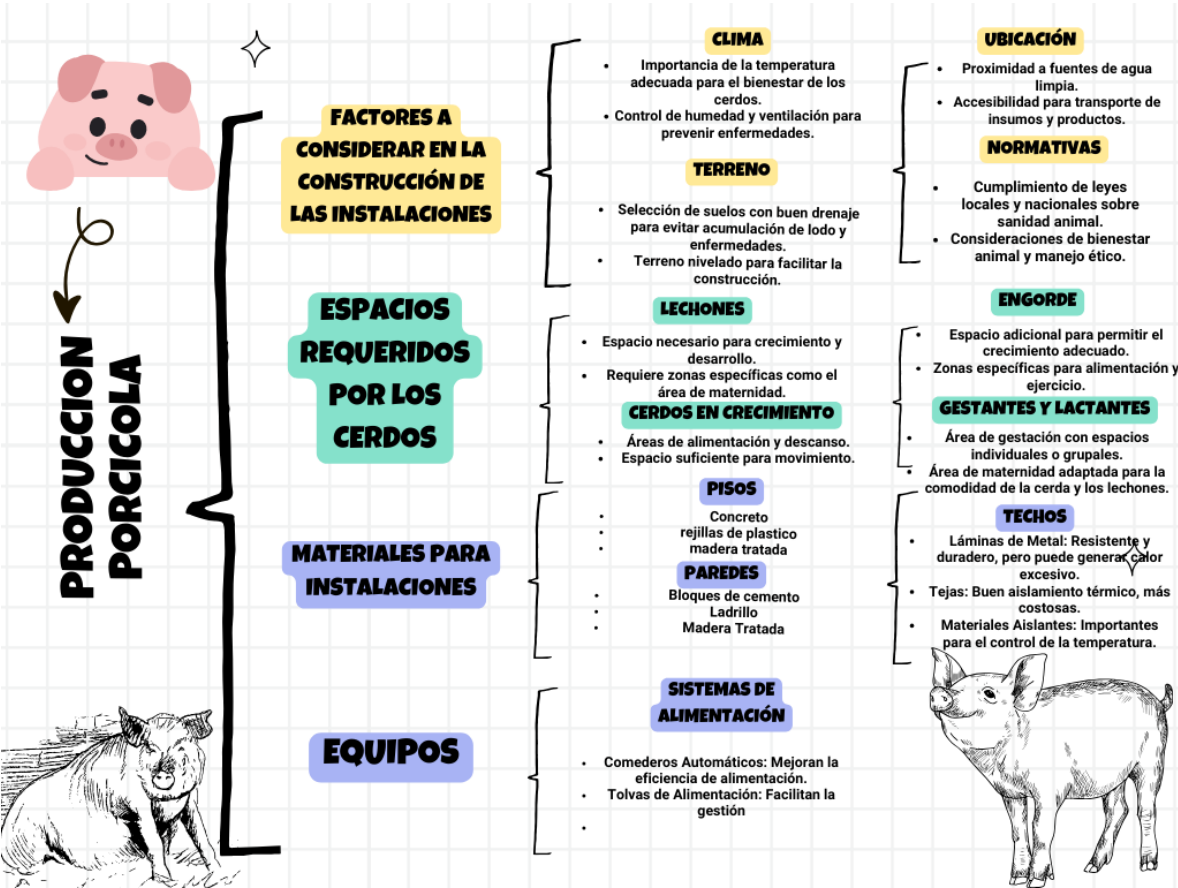 PRODUCCION
PORCICOLA
FACTORES A
CONSIDERAR EN LA
CONSTRUCCIÓN DE
LAS INSTALACIONES
CLIMA
• Importancia de la temperatura
adecuada para el bienestar de los
cerdos.
• Control de humedad y ventilación para
prevenir enfermedades.
TERRENO
• Selección de suelos con buen drenaje
para evitar acumulación de lodo y
enfermedades.
• Terreno nivelado para facilitar la
construcción.
UBICACIÓN
• Proximidad a fuentes de agua
limpia.
• Accesibilidad para transporte de
insumos y productos.
NORMATIVAS
• Cumplimiento de leyes
locales y nacionales sobre
sanidad animal.
• Consideraciones de bienestar
animal y manejo ético.
ESPACIOS
REQUERIDOS
POR LOS
CERDOS
LECHONES
• Espacio necesario para crecimiento y
desarrollo.
• Requiere zonas específicas como el
área de maternidad.
CERDOS EN CRECIMIENTO
• Áreas de alimentación y descanso.
• Espacio suficiente para movimiento.
ENGORDE
• Espacio adicional para permitir el
crecimiento adecuado.
• Zonas específicas para alimentación y
ejercicio.
GESTANTES Y LACTANTES
• Área de gestación con espacios
individuales o grupales.
• Área de maternidad adaptada para la
comodidad de la cerda y los lechones.
MATERIALES PARA
INSTALACIONES
PISOS
• Concreto
• rejillas de plastico
• madera tratada
PAREDES
• Bloques de cemento
• Ladrillo
• Madera Tratada
TECHOS
• Láminas de Metal: Resistente y
duradero, pero puede generar calor
excesivo.
• Tejas: Buen aislamiento térmico, más
costosas.
• Materiales Aislantes: Importantes
para el control de la temperatura.
EQUIPOS
SISTEMAS DE
ALIMENTACIÓN
• Comederos Automáticos: Mejoran la
eficiencia de alimentación.
• Tolvas de Alimentación: Facilitan la
gestión
•